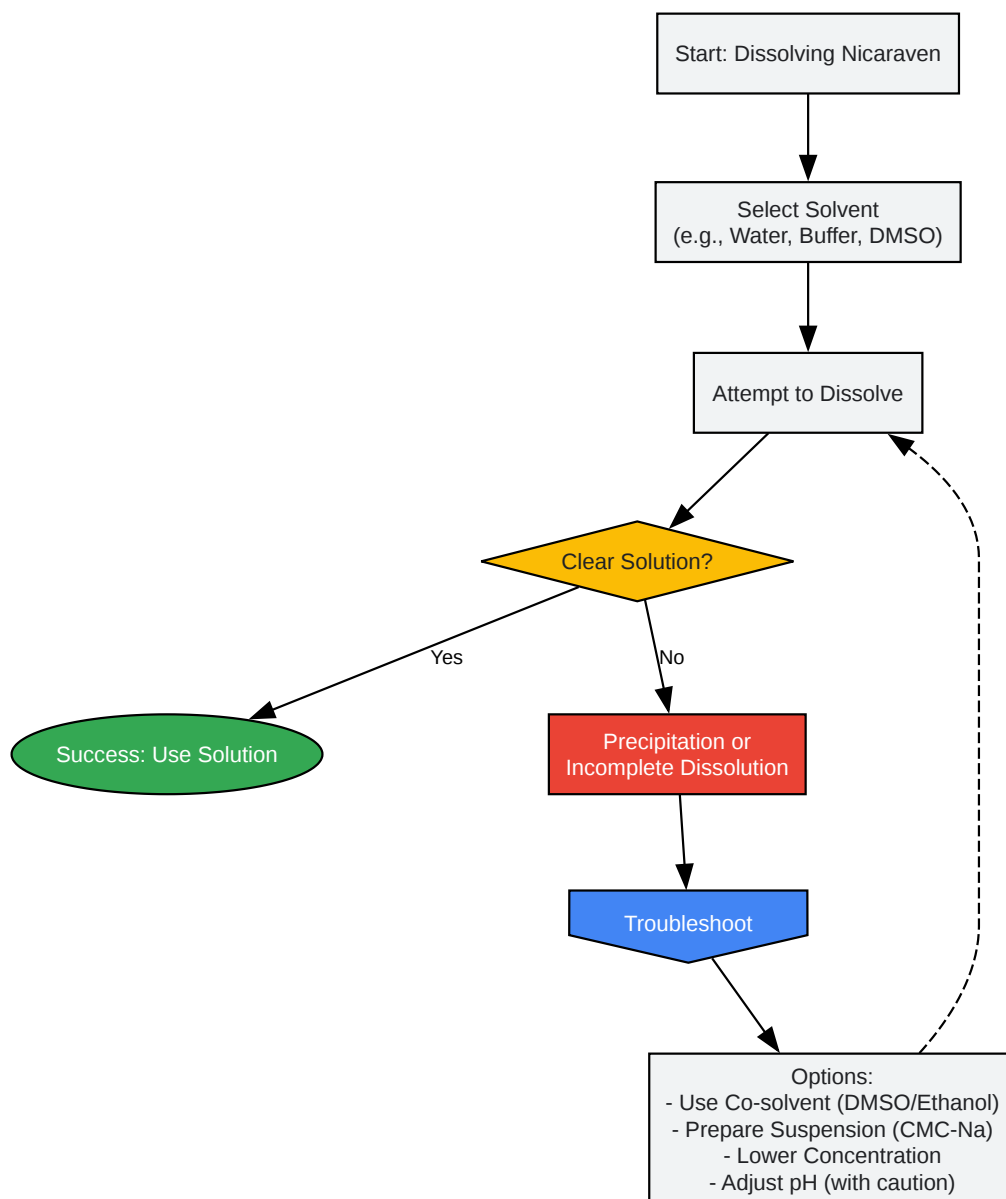 Start: Dissolving Nicaraven
Select Solvent
(e.g., Water, Buffer, DMSO)
Attempt to Dissolve
Clear Solution?
Yes
No
Success: Use Solution
Precipitation or
Incomplete Dissolution
Troubleshoot
Options:
- Use Co-solvent (DMSO/Ethanol)
- Prepare Suspension (CMC-Na)
- Lower Concentration
- Adjust pH (with caution)